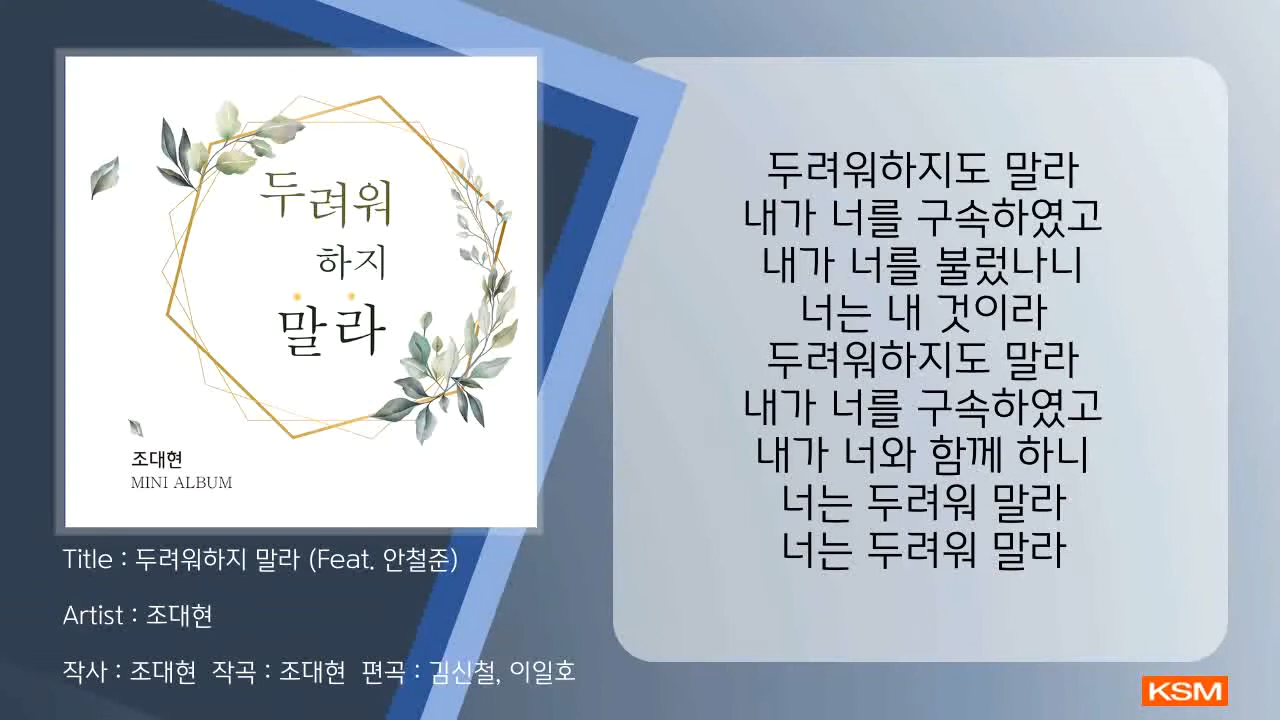 두려워
하지
말라
조대현
MINI ALBUM
Title : 두려워하지 말라 (Feat. 안철준)
Artist : 조대현
작사 : 조대현 작곡 : 조대현 편곡 : 김신철, 이일호
두려워하지도 말라
내가 너를 구속하였고
내가 너를 불렀나니
너는 내 것이라
두려워하지도 말라
내가 너를 구속하였고
내가 너와 함께 하니
너는 두려워 말라
너는 두려워 말라
KSM